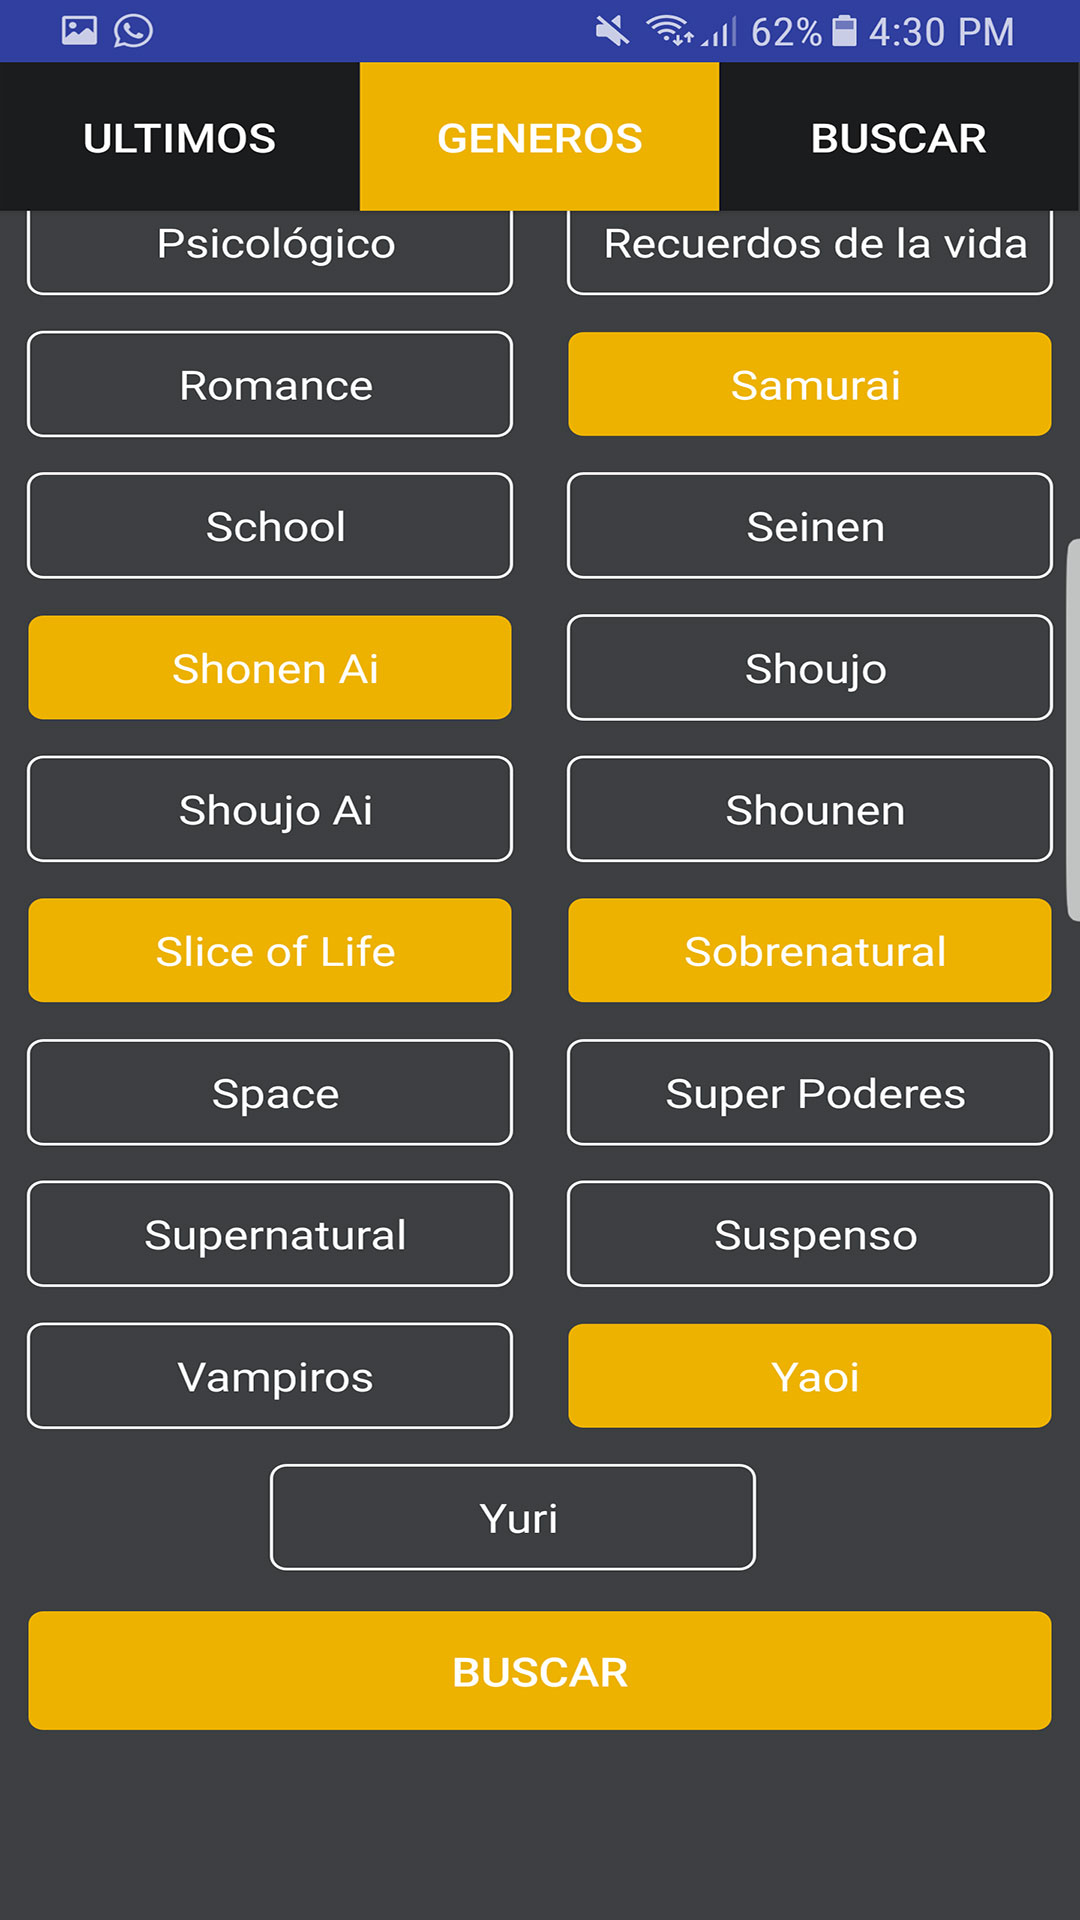 62% 4:30 PM
ULTIMOS GENEROS BUSCAR
Psicológico Recuerdos de la vida
Romance Samurai
School Seinen
Shonen Ai Shoujo
Shoujo Ai Shounen
Slice of Life Sobrenatural
Space Super Poderes
Supernatural Suspenso
Vampiros Yaoi
Yuri
BUSCAR